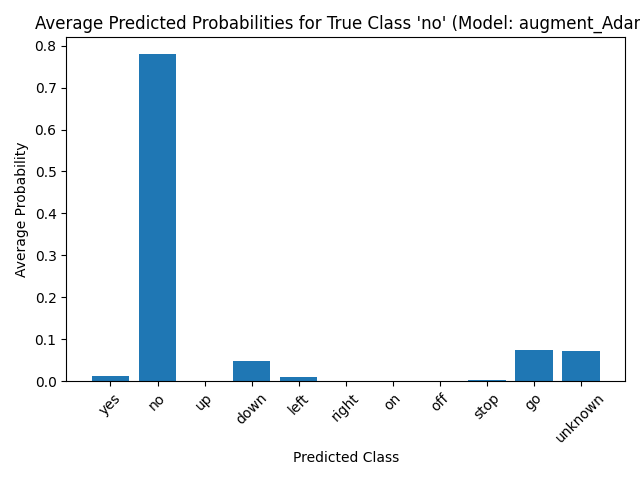 Average Predicted Probabilities for True Class 'no' (Model: augment_Adar
0.8
0.7
0.6
0.5
0.4
0.3
0.2
0.1
0.0
Average Probability
yes
no
up
down
left
right
on
off
stop
go
unknown
Predicted Class